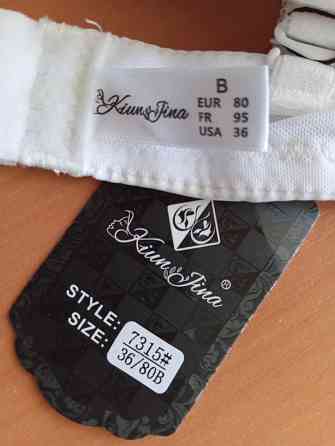 B
Kiun Jina EUR 80
FR 95
USA 36
Kiun Jina ®
STYLE: 7315#
SIZE: 36/80B